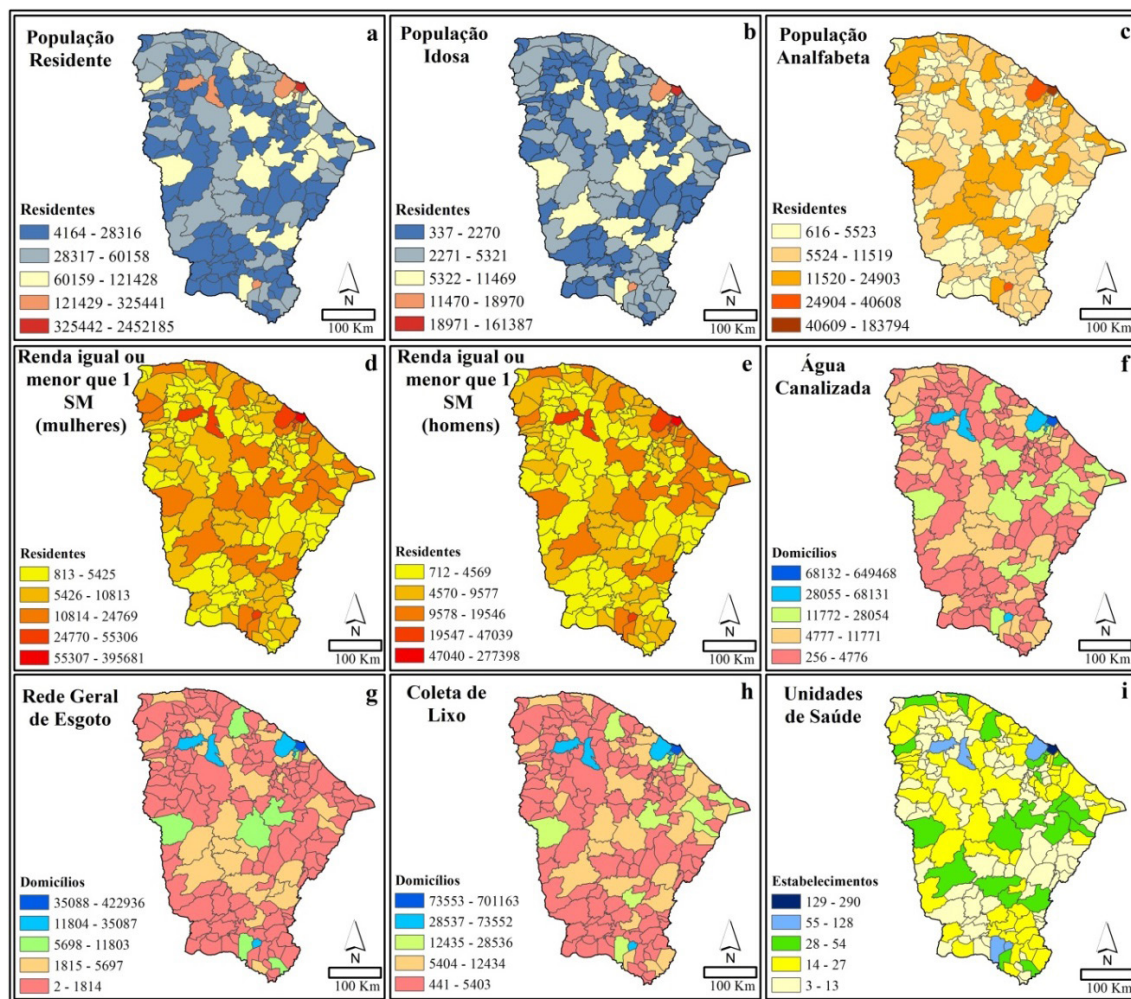 População
Residente
a
Residentes
4164 - 28316
28317 - 60158
60159 - 121428
121429 - 325441
325442 - 2452185
N
100 Km
População
Idosa
b
Residentes
337 - 2270
2271 - 5321
5322 - 11469
11470 - 18970
18971 - 161387
N
100 Km
População
Analfabeta
c
Residentes
616 - 5523
5524 - 11519
11520 - 24903
24904 - 40608
40609 - 183794
N
100 Km
Renda igual ou
menor que 1
SM
(mulheres)
d
Residentes
813 - 5425
5426 - 10813
10814 - 24769
24770 - 55306
55307 - 395681
N
100 Km
Renda igual ou
menor que 1
SM
(homens)
e
Residentes
712 - 4569
4570 - 9577
9578 - 19546
19547 - 47039
47040 - 277398
N
100 Km
Água
Canalizada
f
Domicílios
68132 - 649468
28055 - 68131
11772 - 28054
4777 - 11771
256 - 4776
N
100 Km
Rede Geral
de Esgoto
g
Domicílios
35088 - 422936
11804 - 35087
5698 - 11803
1815 - 5697
2 - 1814
N
100 Km
Coleta de
Lixo
h
Domicílios
73553 - 701163
28537 - 73552
12435 - 28536
5404 - 12434
441 - 5403
N
100 Km
Unidades
de Saúde
i
Estabelecimentos
129 - 290
55 - 128
28 - 54
14 - 27
3 - 13
N
100 Km